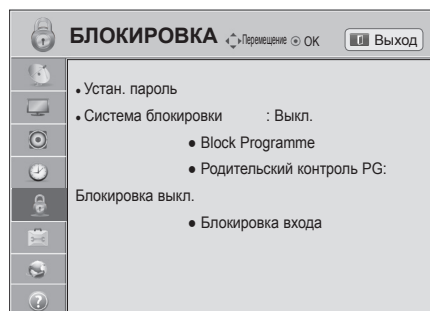 БЛОКИРОВКА Перемещение OK Выход
• Устан. пароль
• Система блокировки : Выкл.
● Block Programme
● Родительский контроль PG:
Блокировка выкл.
● Блокировка входа